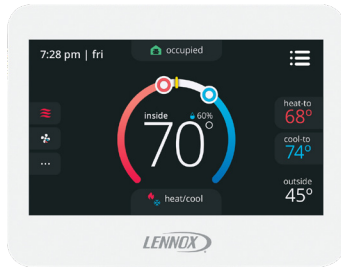 7:28 pm | fri
occupied
inside
60%
70°
heat-to
68°
cool-to
74°
outside
45°
heat/cool
...
LENNOX